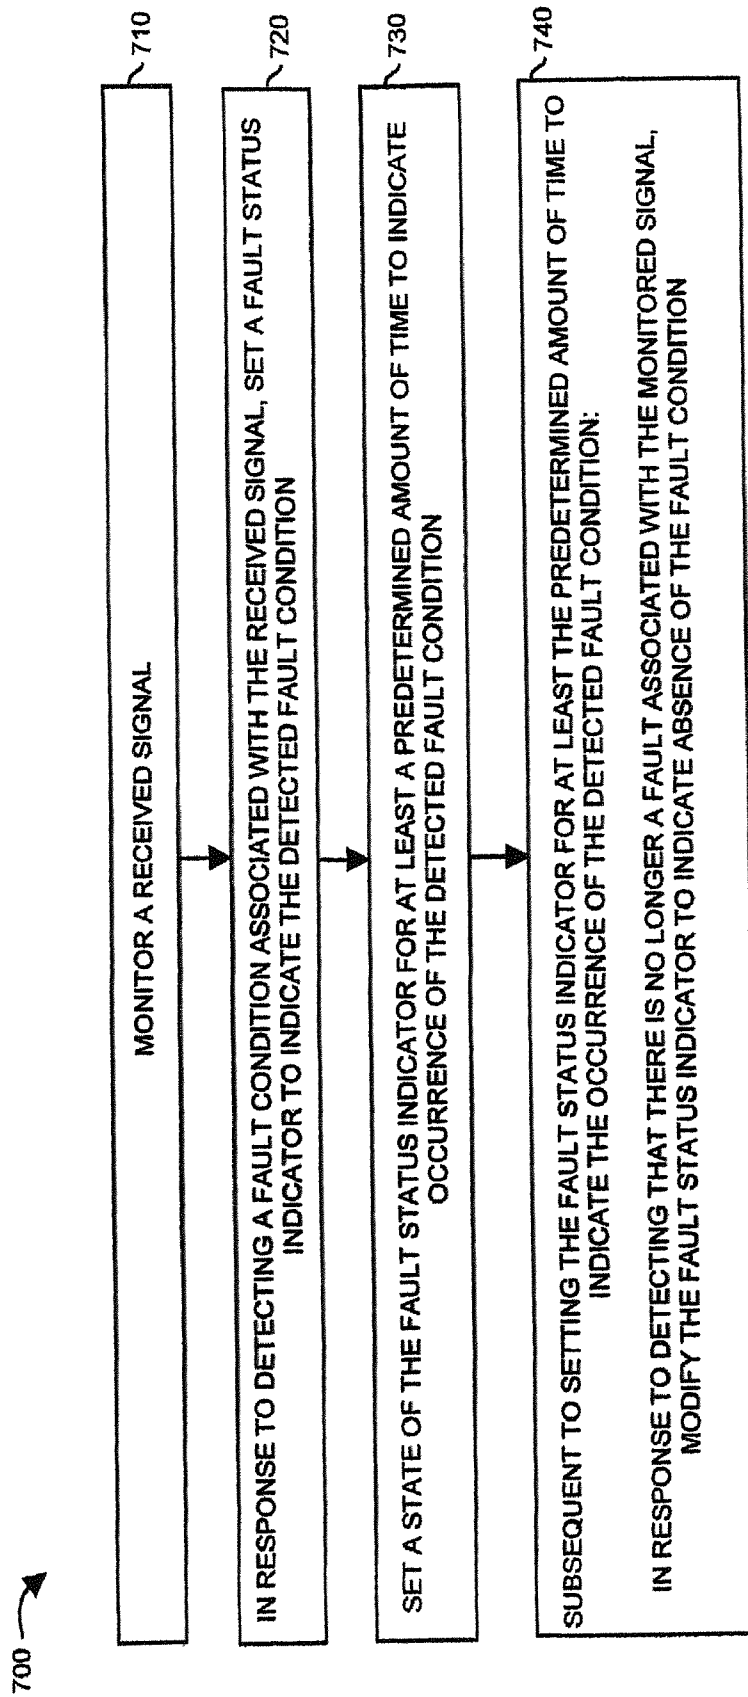 700
710
MONITOR A RECEIVED SIGNAL
720
IN RESPONSE TO DETECTING A FAULT CONDITION ASSOCIATED WITH THE RECEIVED SIGNAL, SET A FAULT STATUS
INDICATOR TO INDICATE THE DETECTED FAULT CONDITION
730
SET A STATE OF THE FAULT STATUS INDICATOR FOR AT LEAST A PREDETERMINED AMOUNT OF TIME TO INDICATE
OCCURRENCE OF THE DETECTED FAULT CONDITION
740
SUBSEQUENT TO SETTING THE FAULT STATUS INDICATOR FOR AT LEAST THE PREDETERMINED AMOUNT OF TIME TO
INDICATE THE OCCURRENCE OF THE DETECTED FAULT CONDITION:
IN RESPONSE TO DETECTING THAT THERE IS NO LONGER A FAULT ASSOCIATED WITH THE MONITORED SIGNAL,
MODIFY THE FAULT STATUS INDICATOR TO INDICATE ABSENCE OF THE FAULT CONDITION